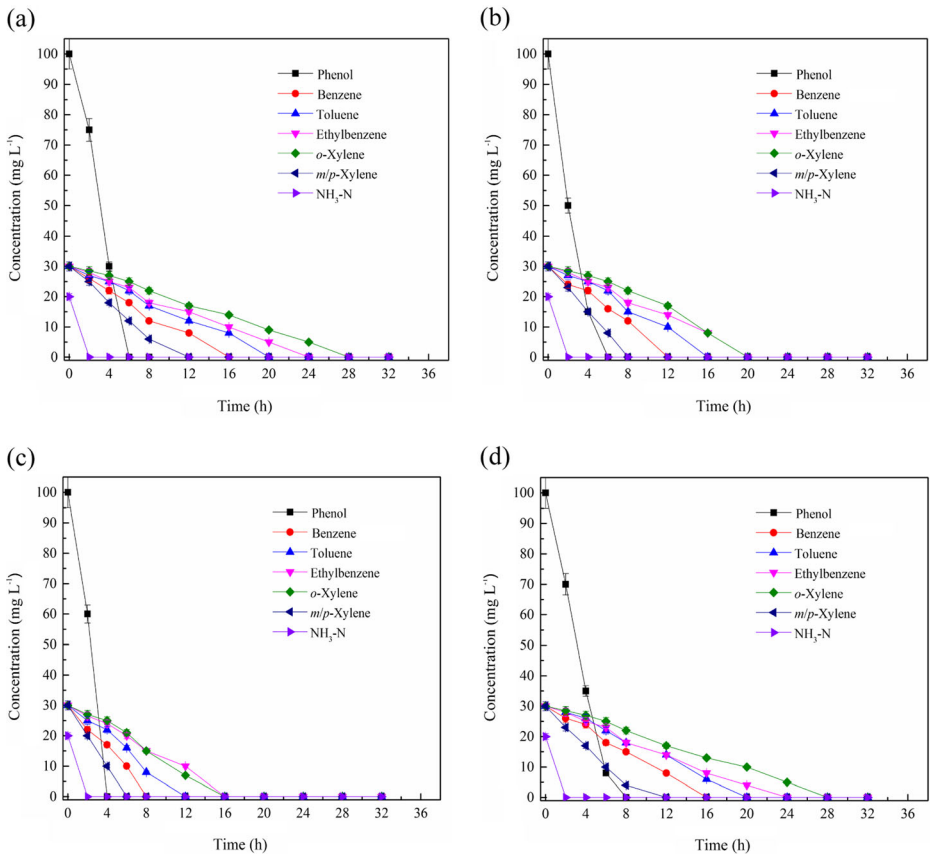 (a)
100
90
80
70
60
50
40
30
20
10
0
Concentration (mg L⁻¹)
Phenol
Benzene
Toluene
Ethylbenzene
o-Xylene
m/p-Xylene
NH₃-N
0 4 8 12 16 20 24 28 32 36
Time (h)
(b)
100
90
80
70
60
50
40
30
20
10
0
Concentration (mg L⁻¹)
Phenol
Benzene
Toluene
Ethylbenzene
o-Xylene
m/p-Xylene
NH₃-N
0 4 8 12 16 20 24 28 32 36
Time (h)
(c)
100
90
80
70
60
50
40
30
20
10
0
Concentration (mg L⁻¹)
Phenol
Benzene
Toluene
Ethylbenzene
o-Xylene
m/p-Xylene
NH₃-N
0 4 8 12 16 20 24 28 32 36
Time (h)
(d)
100
90
80
70
60
50
40
30
20
10
0
Concentration (mg L⁻¹)
Phenol
Benzene
Toluene
Ethylbenzene
o-Xylene
m/p-Xylene
NH₃-N
0 4 8 12 16 20 24 28 32 36
Time (h)